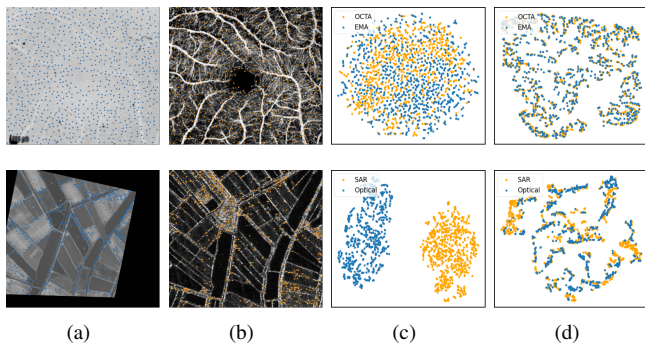 OCTA
EMA
OCTA
EMA
SAR
Optical
SAR
Optical
(a)
(b)
(c)
(d)